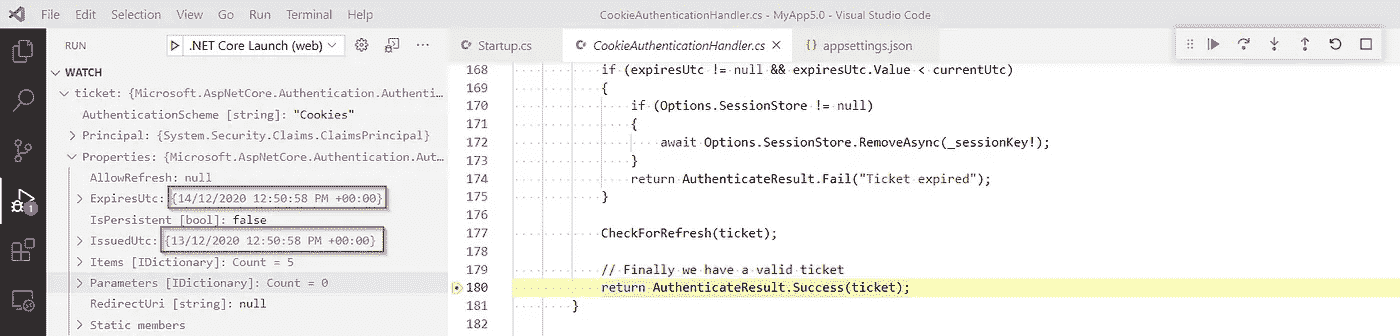 File Edit Selection View Go Run Terminal Help CookieAuthenticationHandler.cs - MyApp5.0 - Visual Studio Code
RUN .NET Core Launch (web) ···
WATCH
ticket: {Microsoft.AspNetCore.Authentication.Authenti...
AuthenticationScheme [string]: "Cookies"
Principal: {System.Security.Claims.ClaimsPrincipal}
Properties: {Microsoft.AspNetCore.Authentication.Aut...
AllowRefresh: null
ExpiresUtc: {14/12/2020 12:50:58 PM +00:00}
IsPersistent [bool]: false
IssuedUtc: {13/12/2020 12:50:58 PM +00:00}
Items [IDictionary]: Count = 5
Parameters [IDictionary]: Count = 0
RedirectUri [string]: null
Static members
1
Startup.cs CookieAuthenticationHandler.cs appsettings.json
168 if (expiresUtc != null && expiresUtc.Value < currentUtc)
169 {
170 if (Options.SessionStore != null)
171 {
172 await Options.SessionStore.RemoveAsync(_sessionKey!);
173 }
174 return AuthenticateResult.Fail("Ticket expired");
175 }
176
177 CheckForRefresh(ticket);
178
179 // Finally we have a valid ticket
180 return AuthenticateResult.Success(ticket);
181 }
182